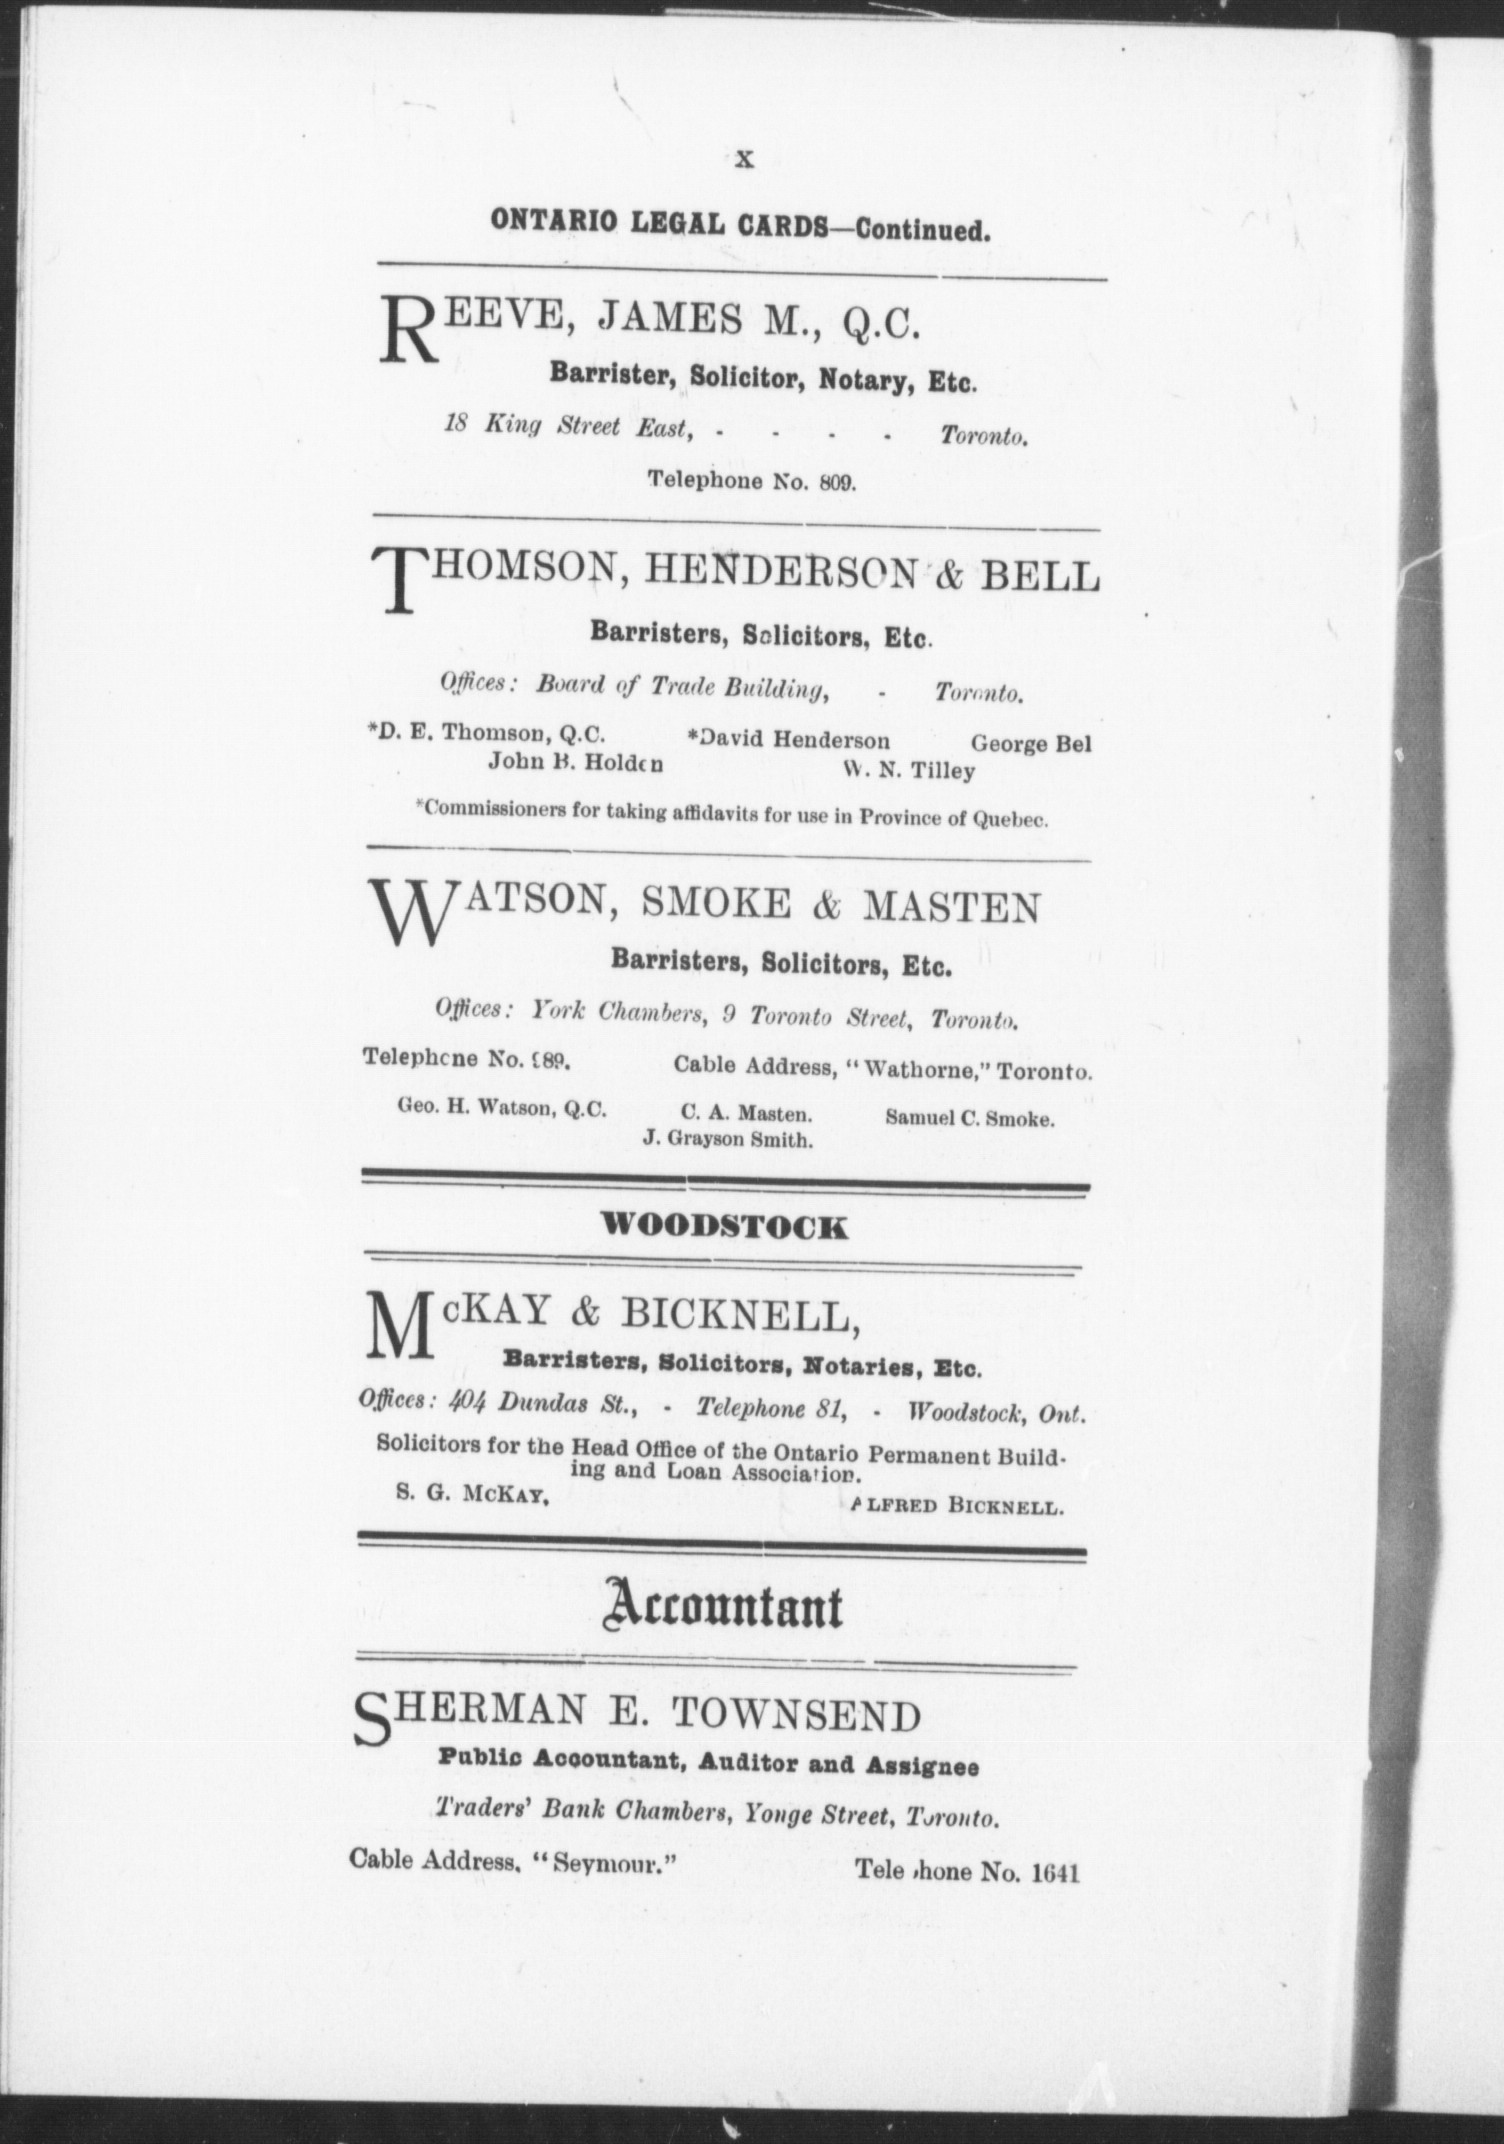 x
ONTARIO LEGAL CARDS—Continued.
REEVE, JAMES M., Q.C.
Barrister, Solicitor, Notary, Etc.
18 King Street East, - - - - Toronto.
Telephone No. 809.
THOMSON, HENDERSON & BELL
Barristers, Solicitors, Etc.
Offices: Board of Trade Building, - Toronto.
*D. E. Thomson, Q.C. *David Henderson George Bel
John B. Holden W. N. Tilley
*Commissioners for taking affidavits for use in Province of Quebec.
WATSON, SMOKE & MASTEN
Barristers, Solicitors, Etc.
Offices: York Chambers, 9 Toronto Street, Toronto.
Telephone No. Cable Address, "Wathorne," Toronto.
Geo. H. Watson, Q.C. C. A. Masten. Samuel C. Smoke.
J. Grayson Smith.
WOODSTOCK
McKAY & BICKNELL,
Barristers, Solicitors, Notaries, Etc.
Offices: 404 Dundas St., - Telephone 81, - Woodstock, Ont.
Solicitors for the Head Office of the Ontario Permanent Build-
ing and Loan Association.
S. G. McKAY, ALFRED BICKNELL.
Accountant
SHERMAN E. TOWNSEND
Public Accountant, Auditor and Assignee
Traders' Bank Chambers, Yonge Street, Toronto.
Cable Address, "Seymour." Telephone No. 1641